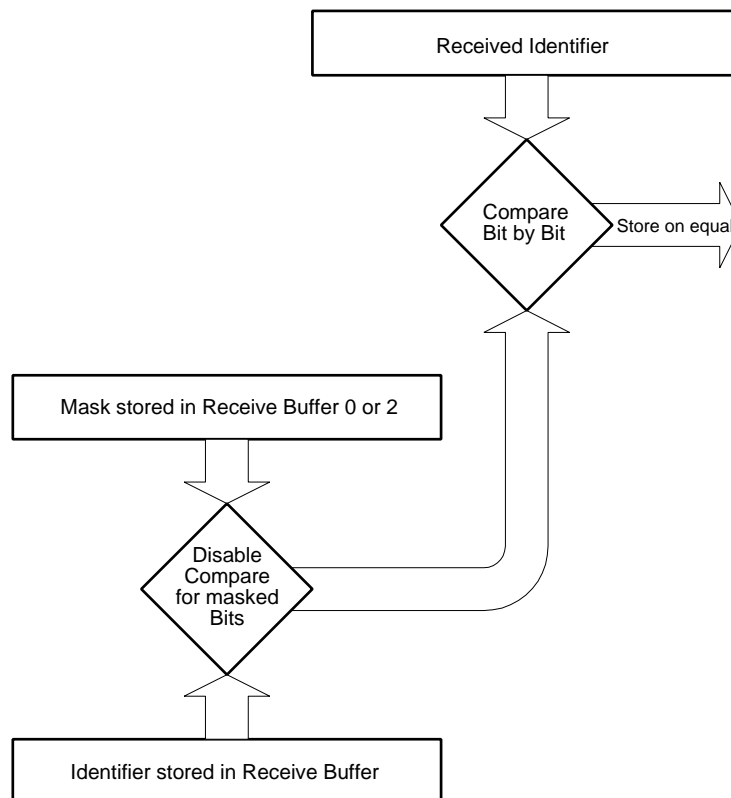 Received Identifier
Compare
Bit by Bit
Store on equal
Mask stored in Receive Buffer 0 or 2
Disable
Compare
for masked
Bits
Identifier stored in Receive Buffer